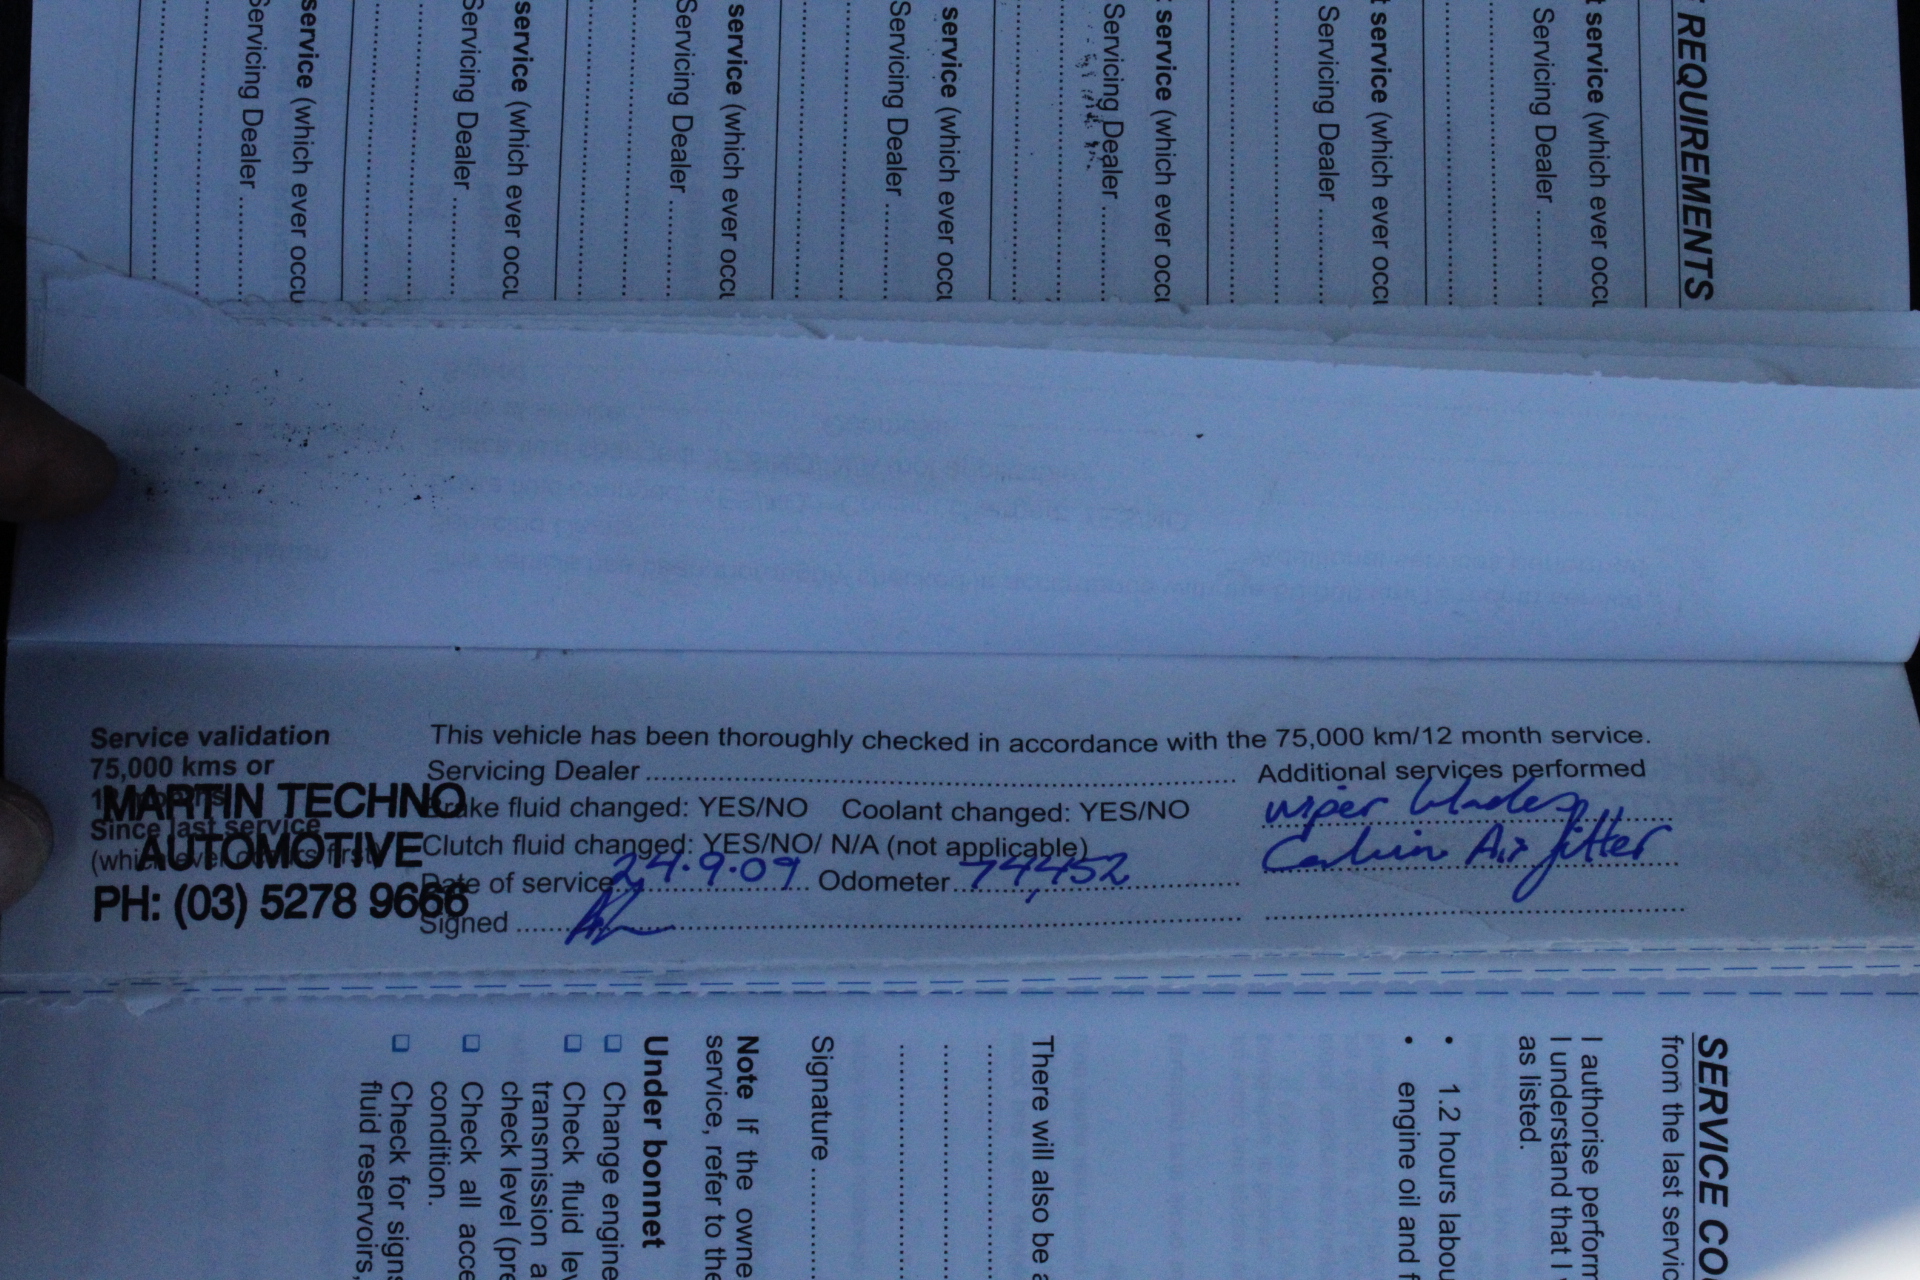 REQUIREMENTS
service (which ever occu
Servicing Dealer
service (which ever occu
Servicing Dealer
service (which ever occu
Servicing Dealer
service (which ever occu
Servicing Dealer
service (which ever occu
Servicing Dealer
service (which ever occu
Servicing Dealer
service (which ever occu
Servicing Dealer
Service validation
75,000 kms or
Since last service
MARTIN TECHNO
AUTOMOTIVE
PH: (03) 5278 9666
This vehicle has been thoroughly checked in accordance with the 75,000 km/12 month service.
Servicing Dealer
Brake fluid changed: YES/NO Coolant changed: YES/NO
Clutch fluid changed: YES/NO/ N/A (not applicable)
Date of service 24.9.09 Odometer 74,452
Signed
Additional services performed
wiper blades
Cabin Air filter
SERVICE CO
from the last servic
I authorise perform
I understand that I
as listed.
• 1.2 hours labou
• engine oil and f
There will also be a
Signature
Note If the owne
service, refer to the
Under bonnet
Change engine
Check fluid lev
transmission a
check level (pre
Check all acce
condition.
Check for signs
fluid reservoirs,